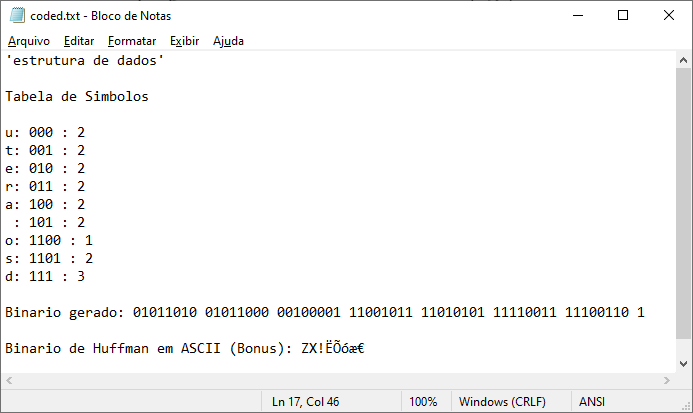 coded.txt - Bloco de Notas
Arquivo Editar Formatar Exibir Ajuda
'estrutura de dados'
Tabela de Simbolos
u: 000 : 2
t: 001 : 2
e: 010 : 2
r: 011 : 2
a: 100 : 2
 : 101 : 2
o: 1100 : 1
s: 1101 : 2
d: 111 : 3
Binario gerado: 01011010 01011000 00100001 11001011 11010101 11110011 11100110 1
Binario de Huffman em ASCII (Bonus): ZX!ËÕóæ€
Ln 17, Col 46 100% Windows (CRLF) ANSI